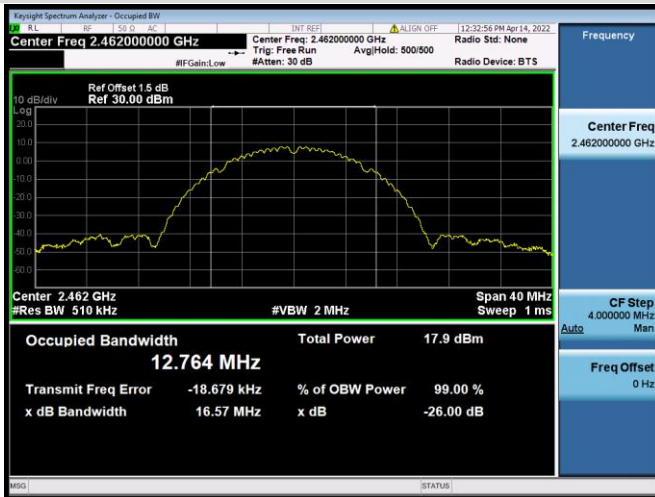 Keysight Spectrum Analyzer - Occupied BW
RL RF 50 Ω AC INT REF ALIGN OFF 12:32:56 PM Apr 14, 2022
Center Freq 2.462000000 GHz
Center Freq: 2.462000000 GHz Radio Std: None
Trig: Free Run Avg|Hold: 500/500
#IFGain:Low #Atten: 30 dB Radio Device: BTS
Ref Offset 1.5 dB
10 dB/div Ref 30.00 dBm
Log
20.0
10.0
0.00
-10.0
-20.0
-30.0
-40.0
-50.0
-60.0
Center 2.462 GHz Span 40 MHz
#Res BW 510 kHz #VBW 2 MHz Sweep 1 ms
Occupied Bandwidth Total Power 17.9 dBm
12.764 MHz
Transmit Freq Error -18.679 kHz % of OBW Power 99.00 %
x dB Bandwidth 16.57 MHz x dB -26.00 dB
MSG STATUS
Frequency
Center Freq
2.462000000 GHz
CF Step
4.000000 MHz
Auto Man
Freq Offset
0 Hz